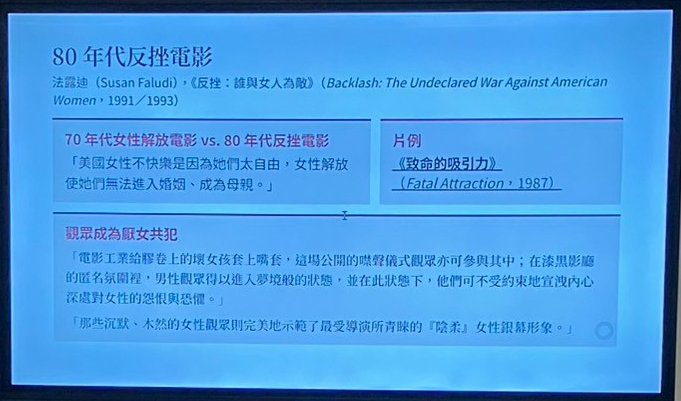 80 年代反挫電影
法露迪（Susan Faludi），《反挫：誰與女人為敵》（Backlash: The Undeclared War Against American
Women，1991／1993）
70 年代女性解放電影 vs. 80 年代反挫電影
「美國女性不快樂是因為她們太自由，女性解放
使她們無法進入婚姻、成為母親。」
片例
《致命的吸引力》
（Fatal Attraction，1987）
觀眾成為厭女共犯
「電影工業給膠卷上的壞女孩套上嘴套，這場公開的噤聲儀式觀眾亦可參與其中；在漆黑影廳
的匿名氛圍裡，男性觀眾得以進入夢境般的狀態，並在此狀態下，他們可不受約束地宣洩內心
深處對女性的怨恨與恐懼。」
「那些沉默、木然的女性觀眾則完美地示範了最受導演所青睞的『陰柔』女性銀幕形象。」